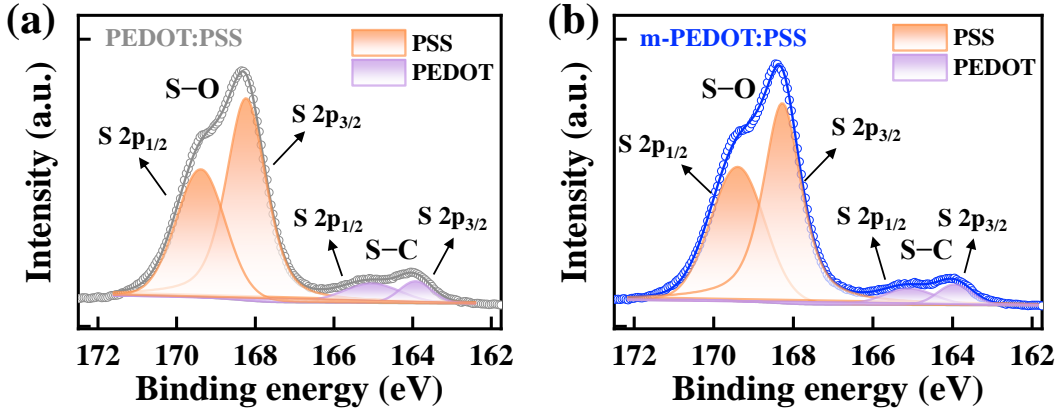 (a)
PEDOT:PSS
PSS
PEDOT
S−O
S 2p1/2
S 2p3/2
S 2p1/2
S 2p3/2
S−C
Intensity (a.u.)
172 170 168 166 164 162
Binding energy (eV)
(b)
m-PEDOT:PSS
PSS
PEDOT
S−O
S 2p1/2
S 2p3/2
S 2p1/2
S 2p3/2
S−C
Intensity (a.u.)
172 170 168 166 164 162
Binding energy (eV)